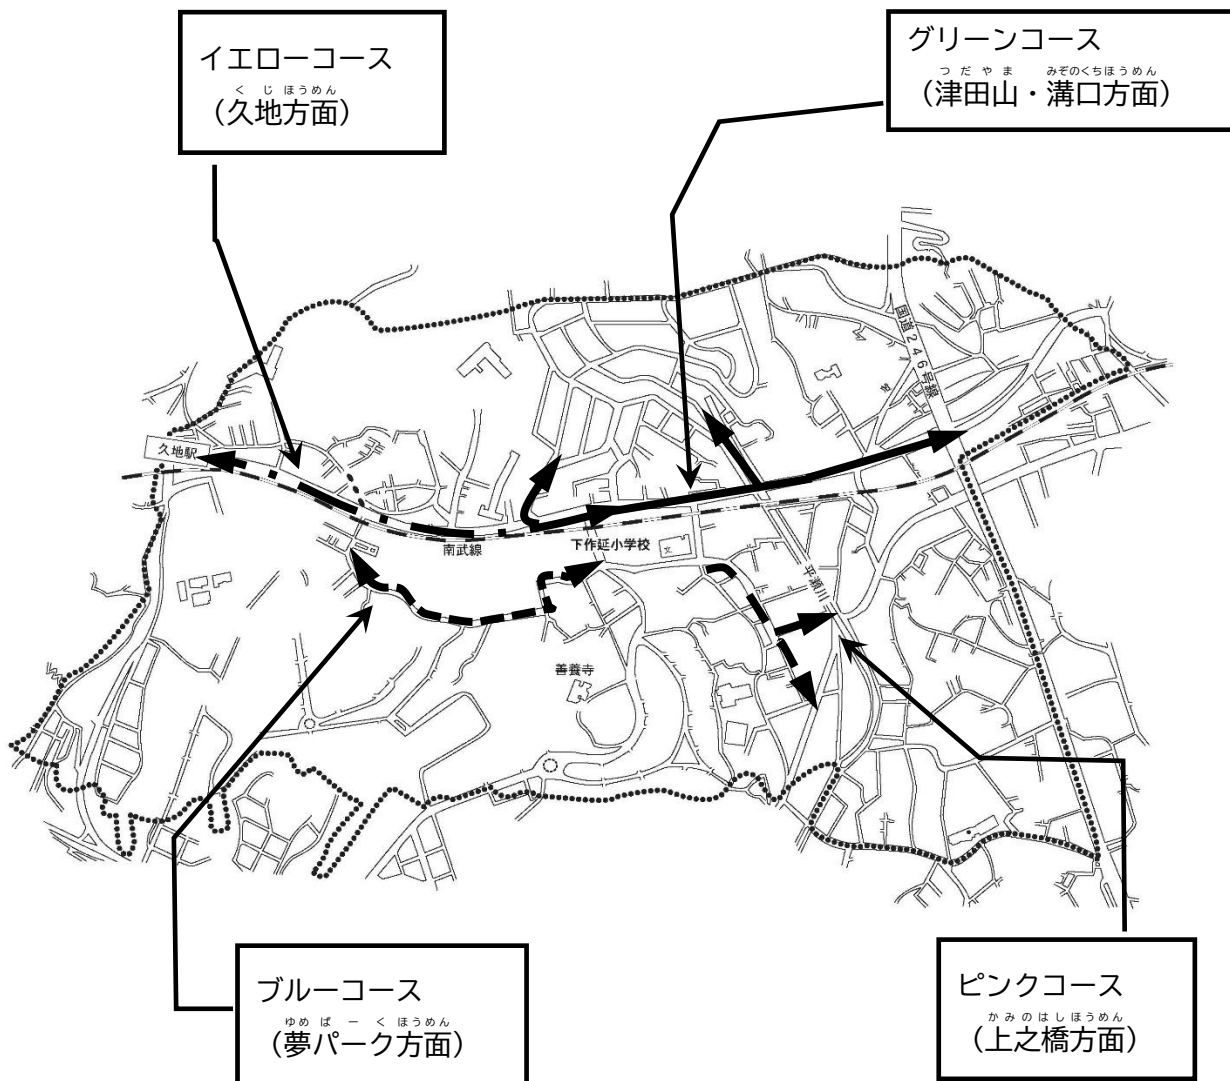 イエローコース
くじほうめん
（久地方面）
グリーンコース
つだやま みぞのくちほうめん
（津田山・溝口方面）
国道246号線
久地駅
南武線
下作延小学校
文
平瀬川
善養寺
ブルーコース
ゆめぱーくほうめん
（夢パーク方面）
ピンクコース
かみのはしほうめん
（上之橋方面）